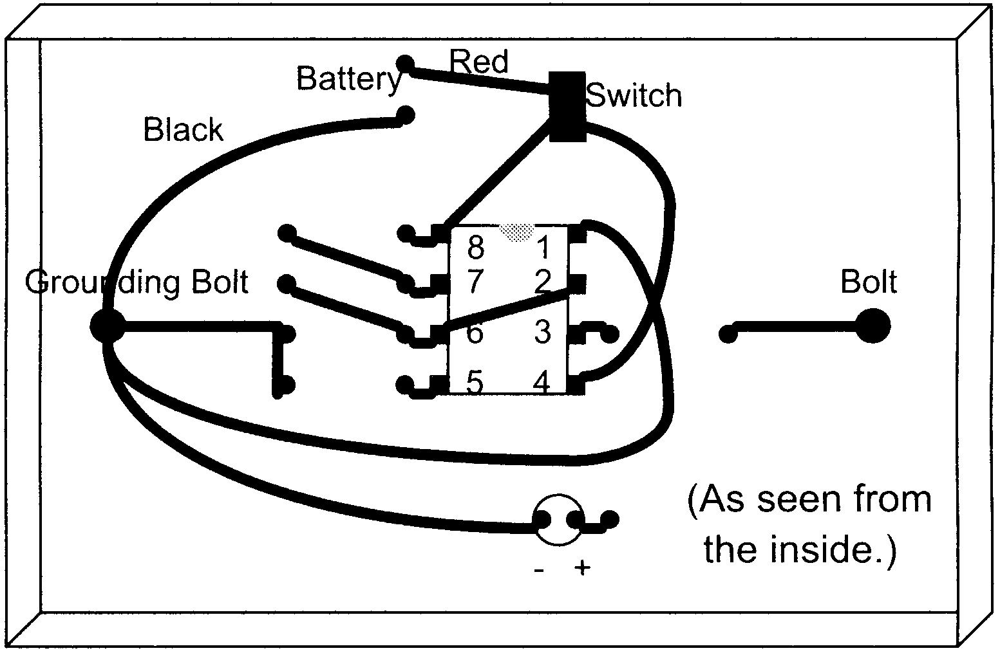 Red
Battery
Switch
Black
8 1
7 2
Grounding Bolt
Bolt
6 3
5 4
(As seen from
the inside.)
- +